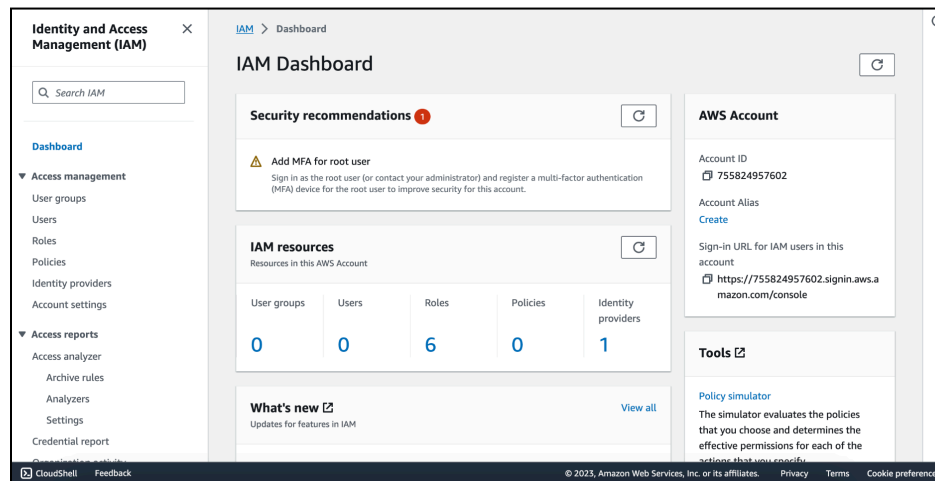 Identity and Access
Management (IAM)
Search IAM
Dashboard
Access management
User groups
Users
Roles
Policies
Identity providers
Account settings
Access reports
Access analyzer
Archive rules
Analyzers
Settings
Credential report
Organization activity
IAM > Dashboard
IAM Dashboard
Security recommendations 1
Add MFA for root user
Sign in as the root user (or contact your administrator) and register a multi-factor authentication
(MFA) device for the root user to improve security for this account.
IAM resources
Resources in this AWS Account
User groups Users Roles Policies Identity
providers
0 0 6 0 1
What's new
View all
Updates for features in IAM
AWS Account
Account ID
755824957602
Account Alias
Create
Sign-in URL for IAM users in this
account
https://755824957602.signin.aws.a
mazon.com/console
Tools
Policy simulator
The simulator evaluates the policies
that you choose and determines the
effective permissions for each of the
actions that you specify
CloudShell Feedback © 2023, Amazon Web Services, Inc. or its affiliates. Privacy Terms Cookie preference